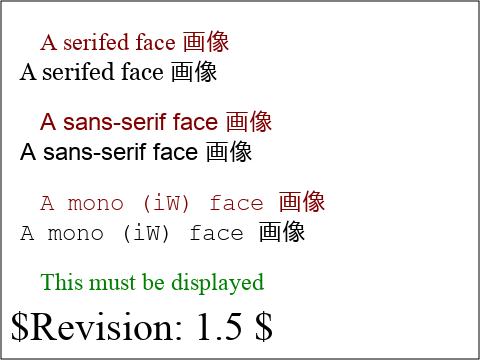 A serifed face 画像
A serifed face 画像
A sans-serif face 画像
A sans-serif face 画像
A mono (iW) face 画像
A mono (iW) face 画像
This must be displayed
$Revision: 1.5 $